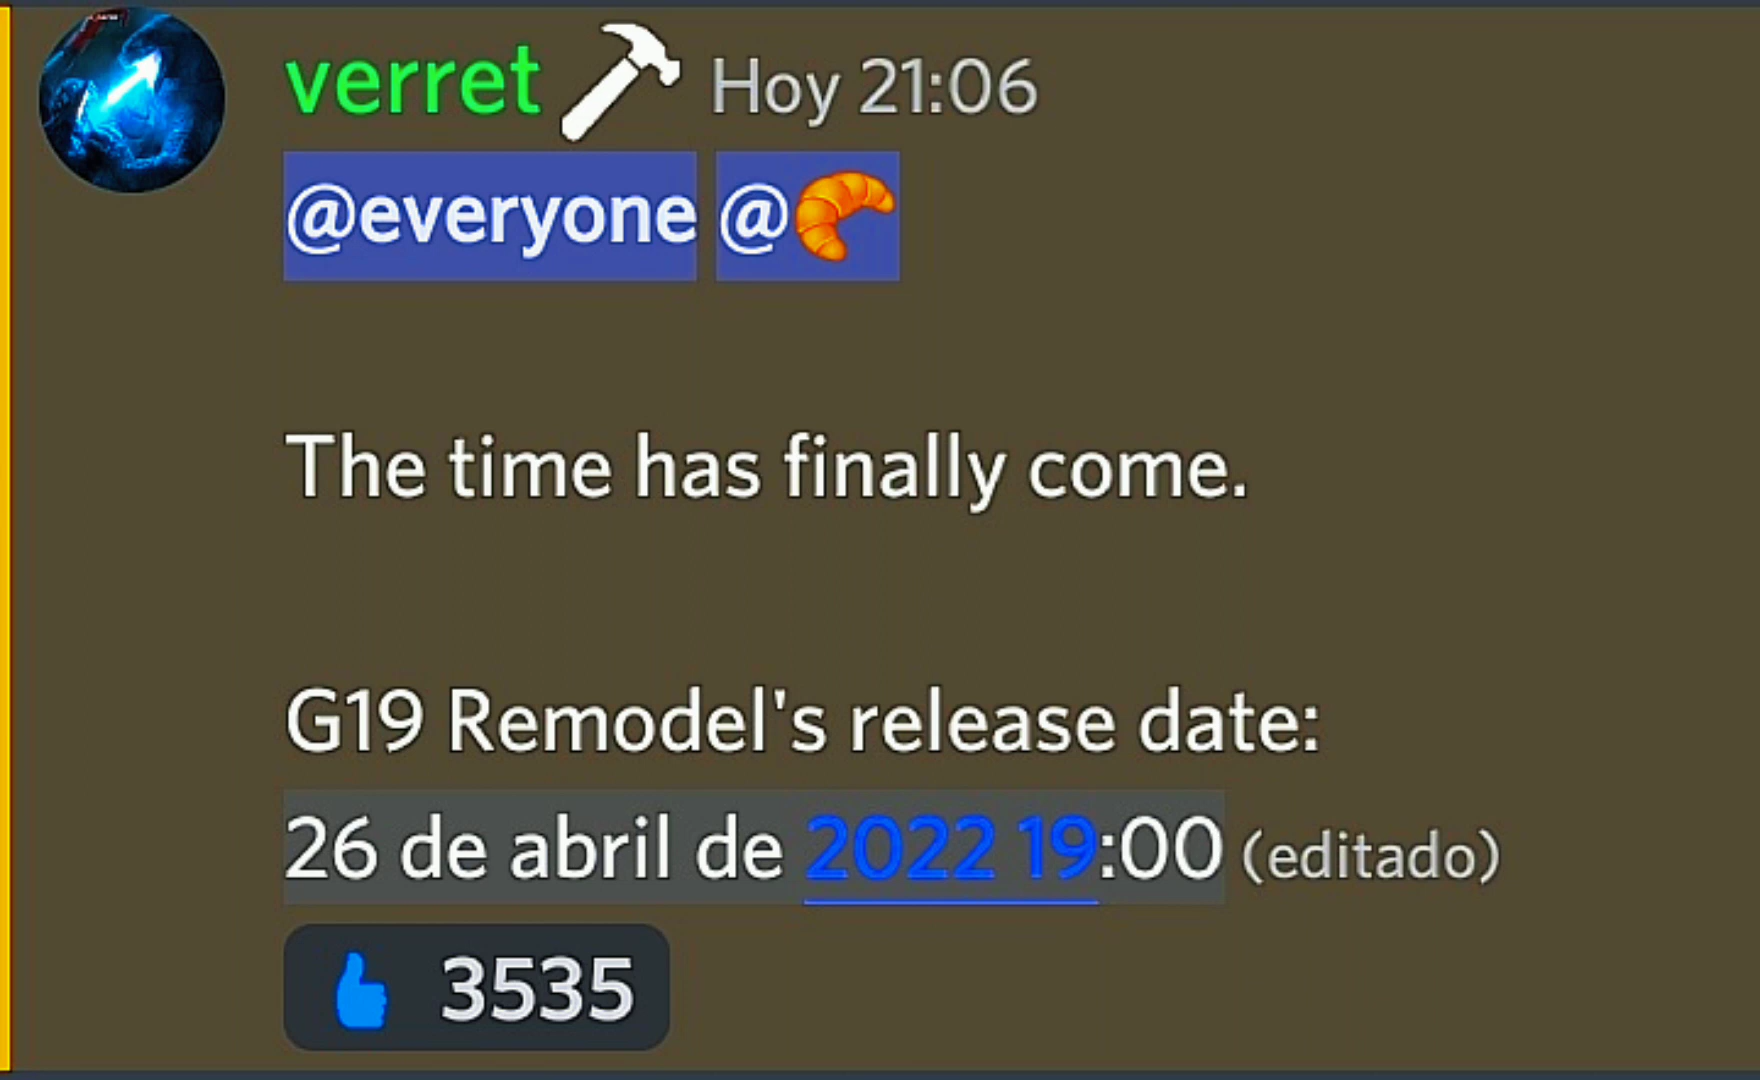 verret🔨 Hoy 21:06
@everyone @🥐
The time has finally come.
G19 Remodel's release date:
26 de abril de 2022 19:00 (editado)
👍 3535